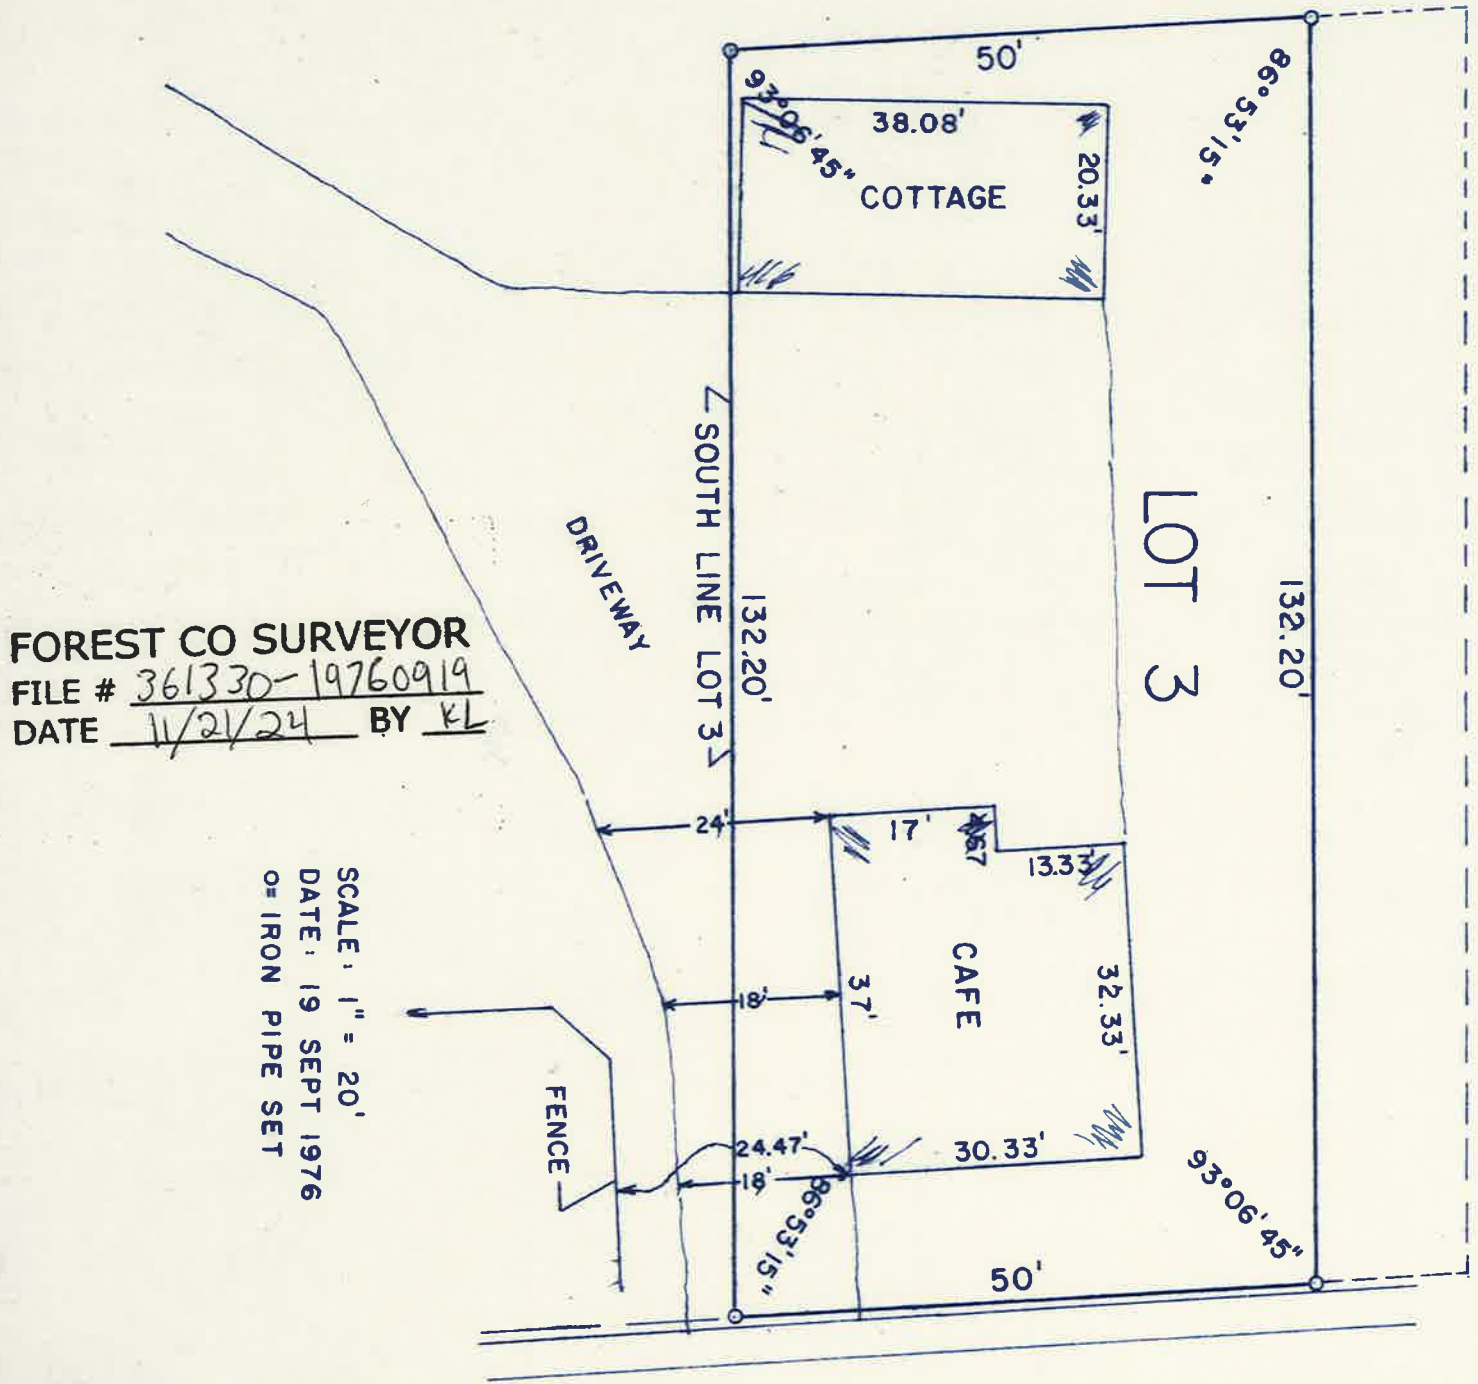 50'
93°06'45"
86°53'15"
38.08'
20.33'
COTTAGE
LOT 3
132.20'
SOUTH LINE LOT 3
132.20'
DRIVEWAY
FOREST CO SURVEYOR
FILE # 361330-19760919
DATE 11/21/24 BY KL
24'
17'
4.67
13.33'
CAFE
37'
32.33'
18'
SCALE: 1" = 20'
DATE: 19 SEPT 1976
O= IRON PIPE SET
FENCE
24.47'
18'
30.33'
86°53'15"
93°06'45"
50'